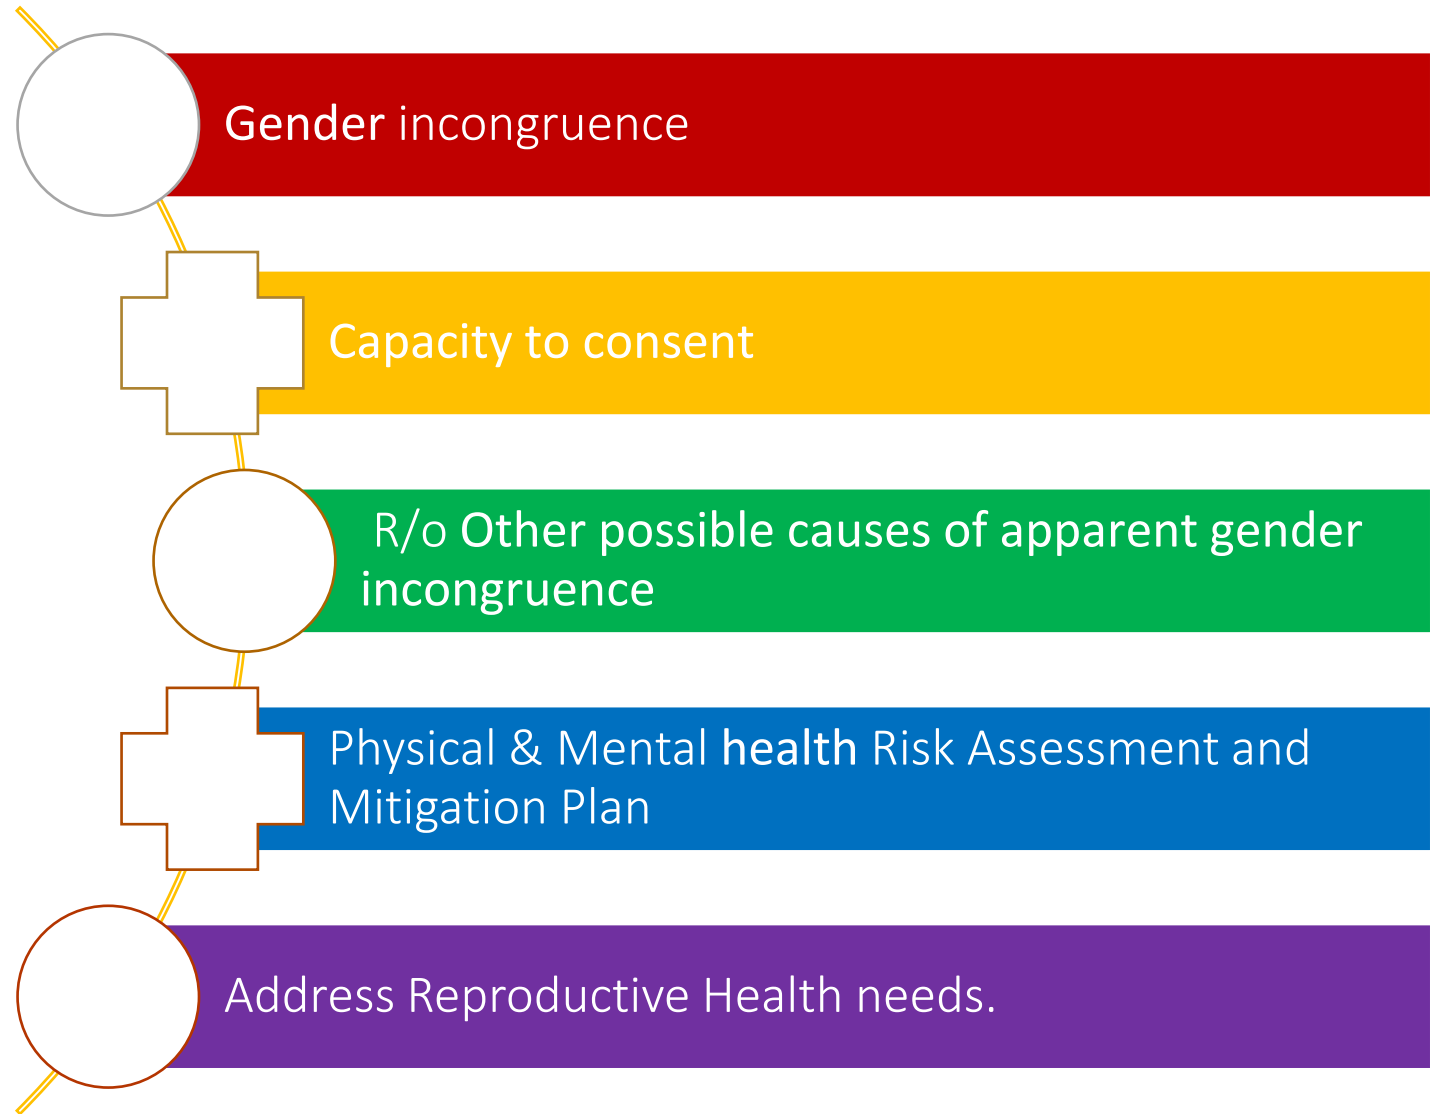 Gender incongruence
Capacity to consent
R/o Other possible causes of apparent gender
incongruence
Physical & Mental health Risk Assessment and
Mitigation Plan
Address Reproductive Health needs.